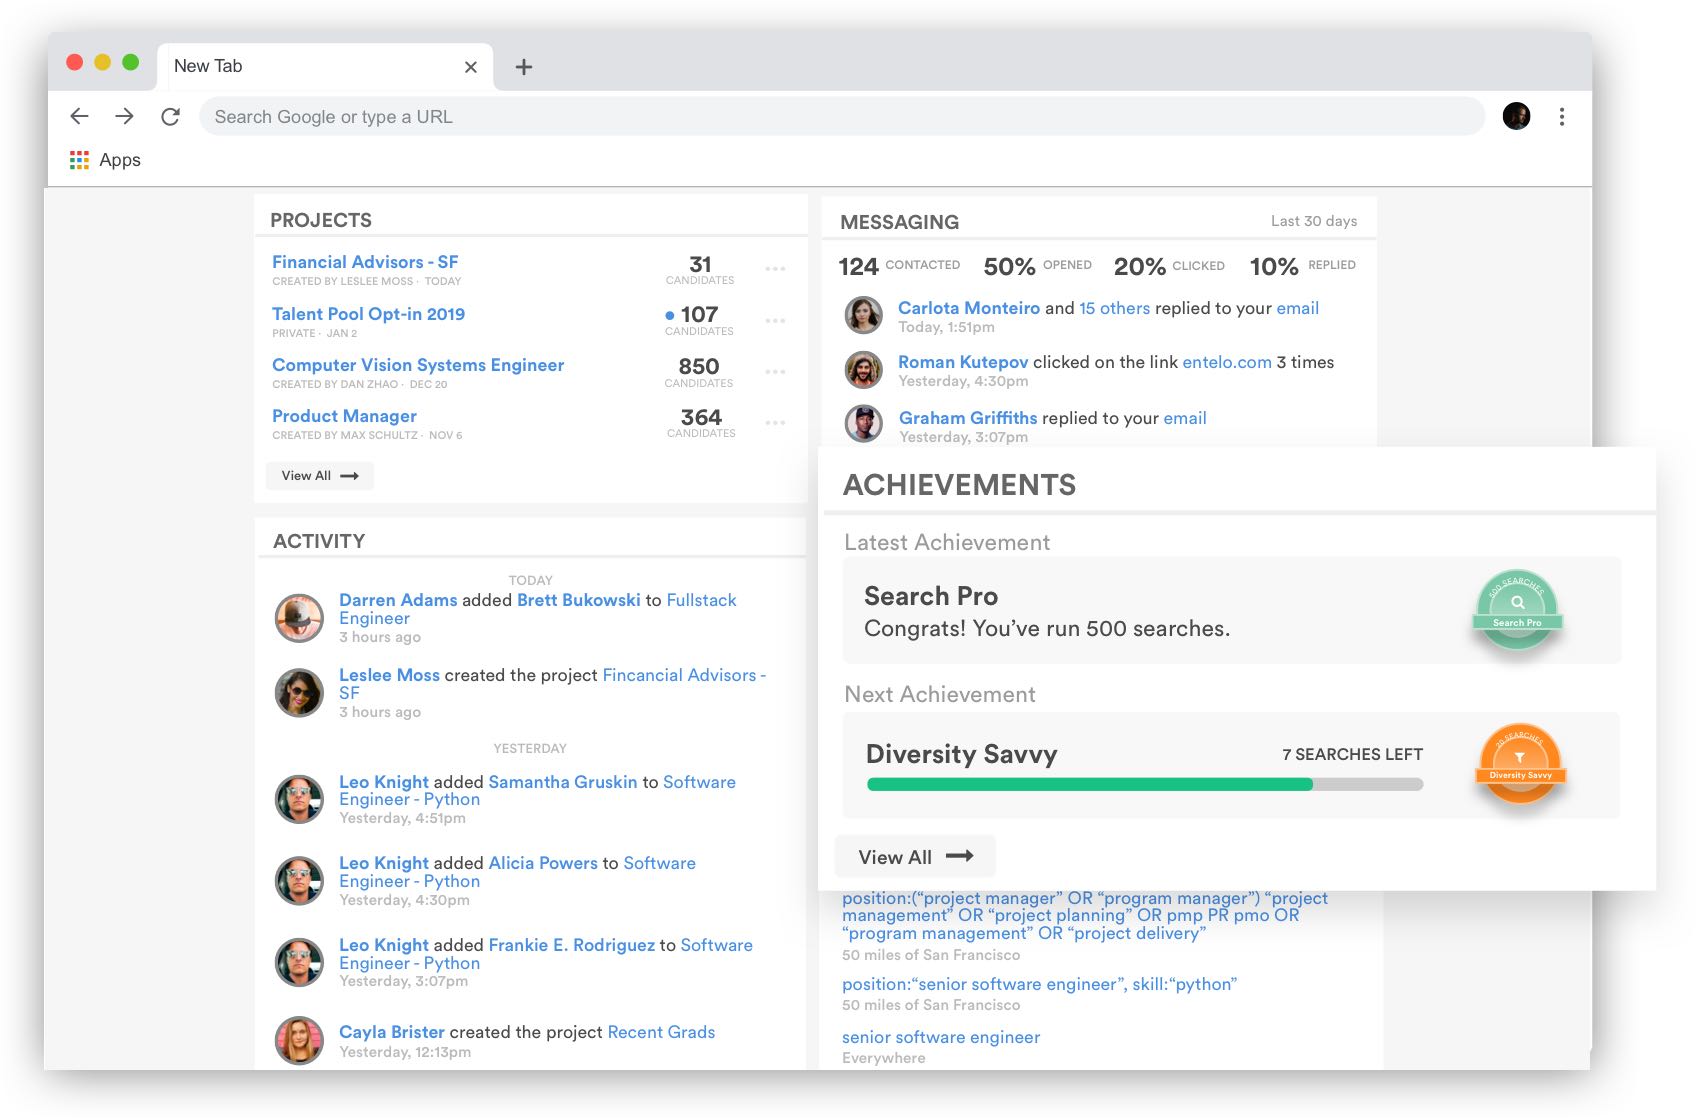 New Tab
Search Google or type a URL
Apps
PROJECTS
Financial Advisors - SF
CREATED BY LESLEE MOSS · TODAY
31
CANDIDATES
Talent Pool Opt-in 2019
PRIVATE · JAN 2
107
CANDIDATES
Computer Vision Systems Engineer
CREATED BY DAN ZHAO · DEC 20
850
CANDIDATES
Product Manager
CREATED BY MAX SCHULTZ · NOV 6
364
CANDIDATES
View All
MESSAGING
Last 30 days
124 CONTACTED 50% OPENED 20% CLICKED 10% REPLIED
Carlota Monteiro and 15 others replied to your email
Today, 1:51pm
Roman Kutepov clicked on the link entelo.com 3 times
Yesterday, 4:30pm
Graham Griffiths replied to your email
Yesterday, 3:07pm
ACTIVITY
TODAY
Darren Adams added Brett Bukowski to Fullstack
Engineer
3 hours ago
Leslee Moss created the project Fincancial Advisors -
SF
3 hours ago
YESTERDAY
Leo Knight added Samantha Gruskin to Software
Engineer - Python
Yesterday, 4:51pm
Leo Knight added Alicia Powers to Software
Engineer - Python
Yesterday, 4:30pm
Leo Knight added Frankie E. Rodriguez to Software
Engineer - Python
Yesterday, 3:07pm
Cayla Brister created the project Recent Grads
Yesterday, 12:13pm
ACHIEVEMENTS
Latest Achievement
Search Pro
Congrats! You’ve run 500 searches.
500 SEARCHES
Search Pro
Next Achievement
Diversity Savvy
7 SEARCHES LEFT
20 SEARCHES
Diversity Savvy
View All
position:(“project manager” OR “program manager”) “project
management” OR “project planning” OR pmp PR pmo OR
“program management” OR “project delivery”
50 miles of San Francisco
position:“senior software engineer”, skill:“python”
50 miles of San Francisco
senior software engineer
Everywhere